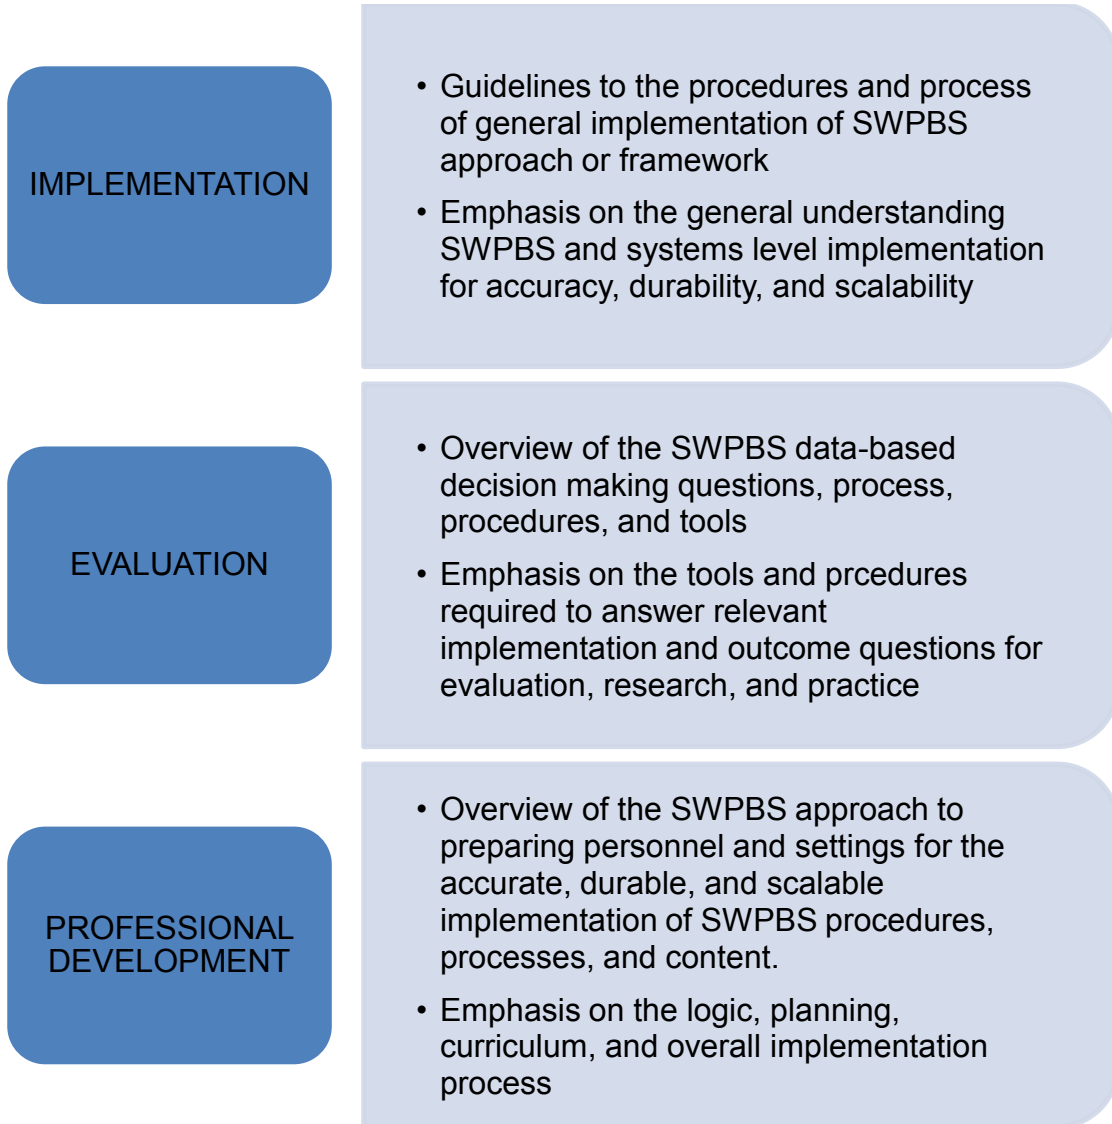 IMPLEMENTATION
• Guidelines to the procedures and process
of general implementation of SWPBS
approach or framework
• Emphasis on the general understanding
SWPBS and systems level implementation
for accuracy, durability, and scalability
EVALUATION
• Overview of the SWPBS data-based
decision making questions, process,
procedures, and tools
• Emphasis on the tools and prcedures
required to answer relevant
implementation and outcome questions for
evaluation, research, and practice
PROFESSIONAL
DEVELOPMENT
• Overview of the SWPBS approach to
preparing personnel and settings for the
accurate, durable, and scalable
implementation of SWPBS procedures,
processes, and content.
• Emphasis on the logic, planning,
curriculum, and overall implementation
process